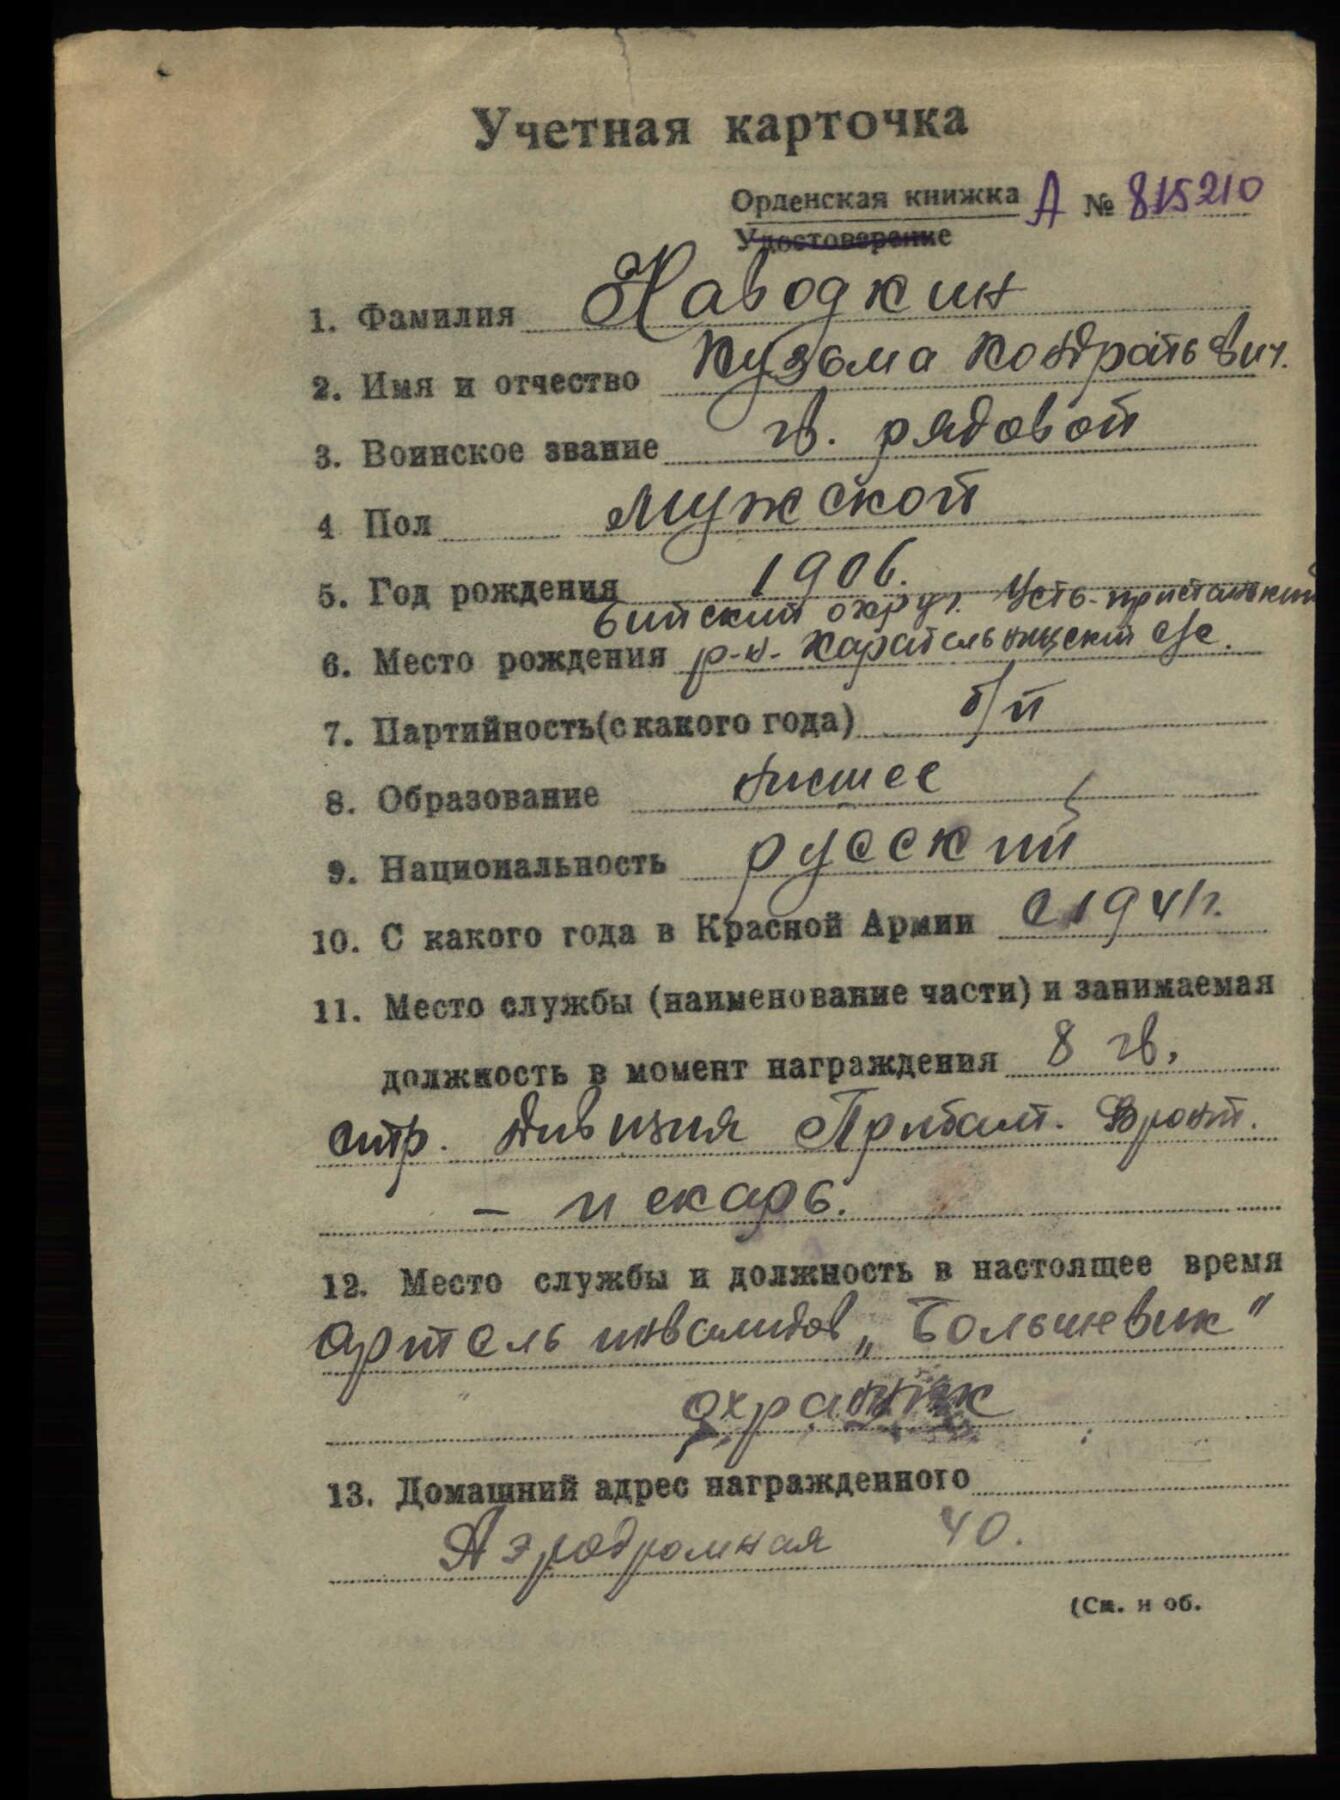 Учетная карточка
Орденская книжка А № 815210
Удостоверение
1. Фамилия Наводкин
2. Имя и отчество Кузьма Кондратьевич.
3. Воинское звание гв. рядовой
4 Пол мужской
5. Год рождения 1906.
Бийский округ. Усть-пристанский
6. Место рождения р-н. с/с.
7. Партийность (с какого года) б/п
8. Образование низшее
9. Национальность русский
10. С какого года в Красной Армии с 1941 г.
11. Место службы (наименование части) и занимаемая
должность в момент награждения 8 гв.
стр. дивизия Прибалт. Фронт.
– пекарь.
12. Место службы и должность в настоящее время
Артель инвалидов „Большевик"
охранник
13. Домашний адрес награжденного
Аэродромная 40.
(См. н об.